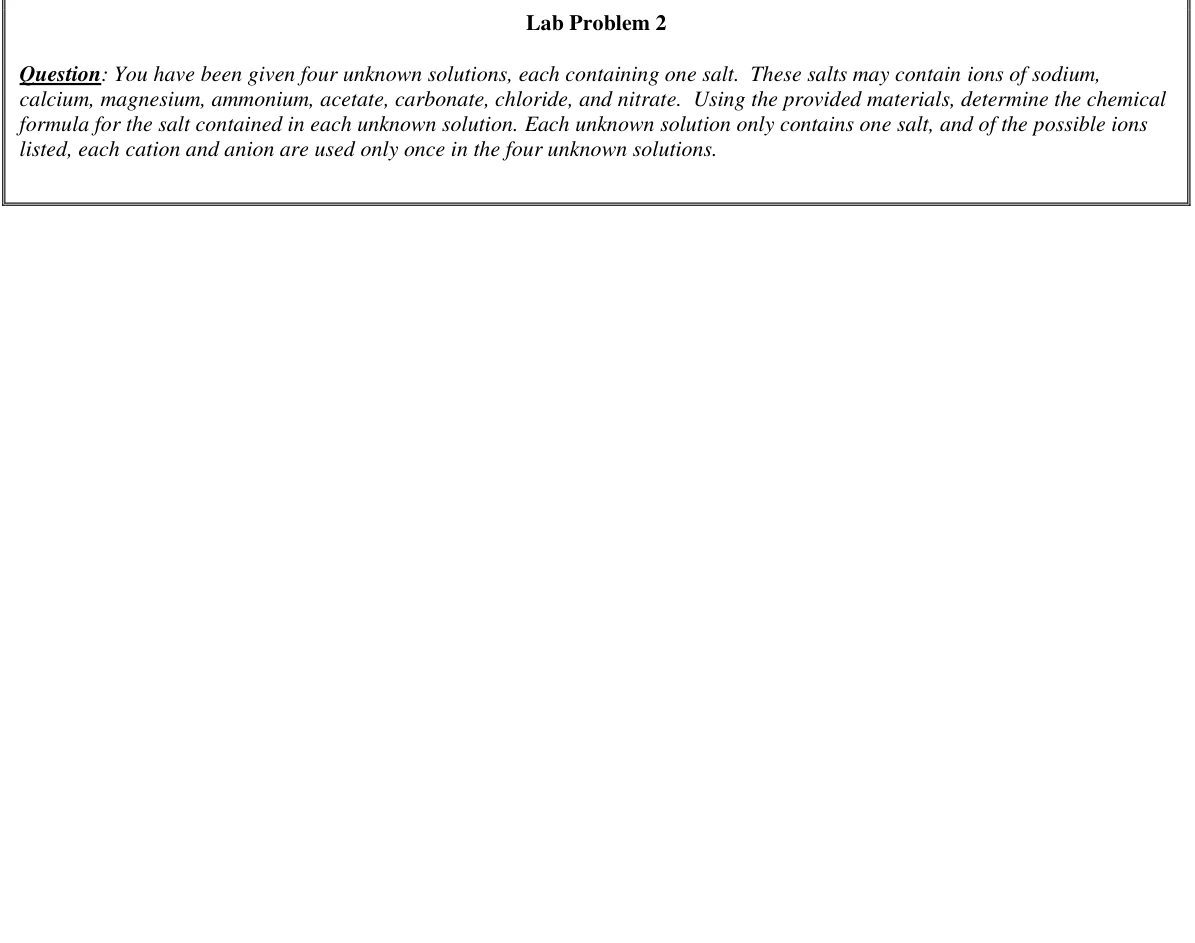 Lab Problem 2
Question: You have been given four unknown solutions, each containing one salt.  These salts may contain ions of sodium,
calcium, magnesium, ammonium, acetate, carbonate, chloride, and nitrate.  Using the provided materials, determine the chemical
formula for the salt contained in each unknown solution. Each unknown solution only contains one salt, and of the possible ions
listed, each cation and anion are used only once in the four unknown solutions.